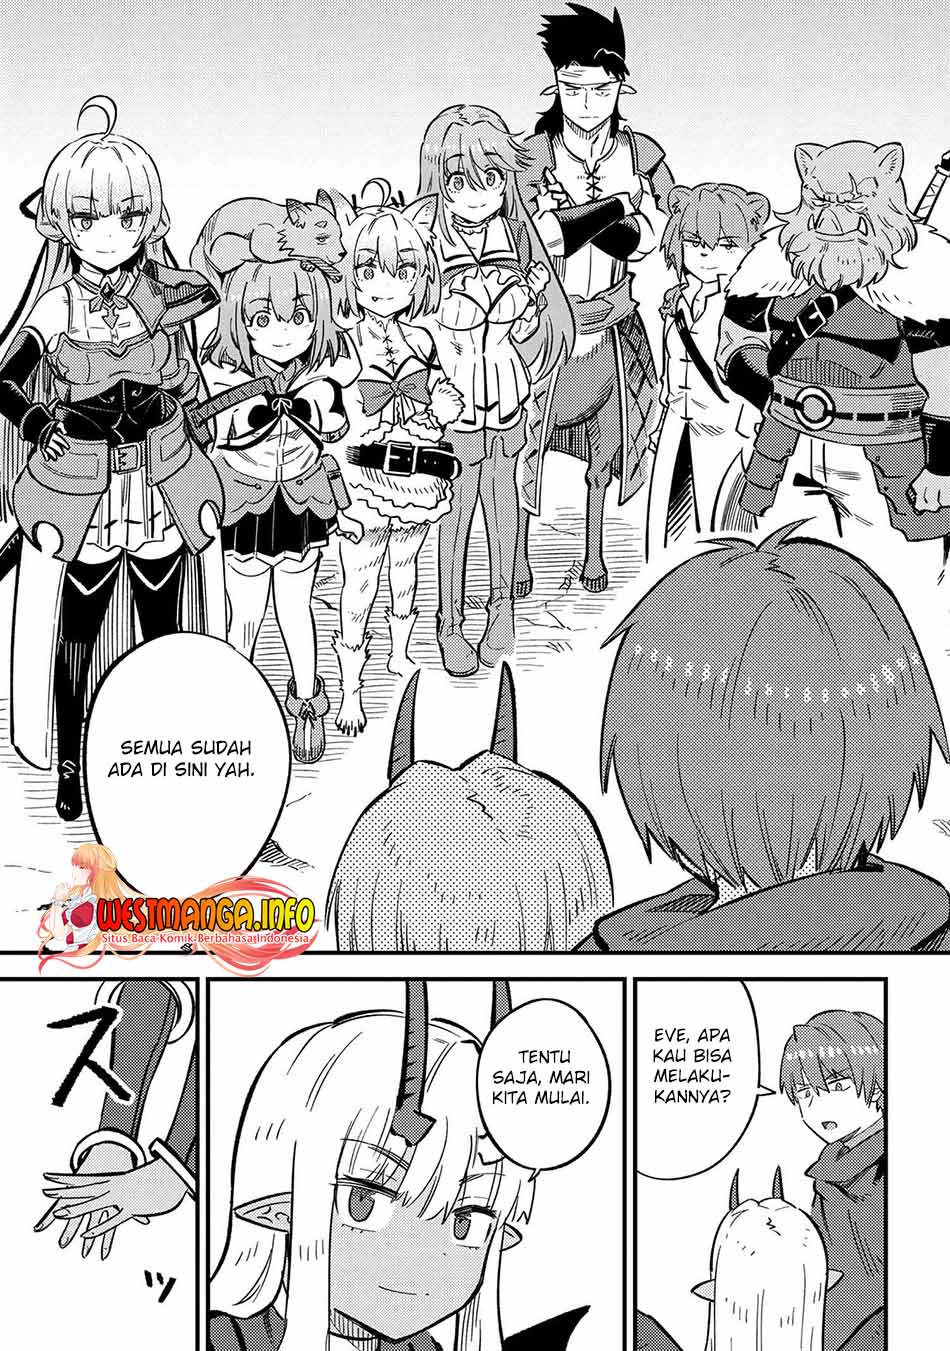 SEMUA SUDAH
ADA DI SINI YAH.
WESTMANGA.INFO
Situs Baca Komik Berbahasa Indonesia
EVE, APA
KAU BISA
MELAKU-
KANNYA?
TENTU
SAJA, MARI
KITA MULAI.
スッ